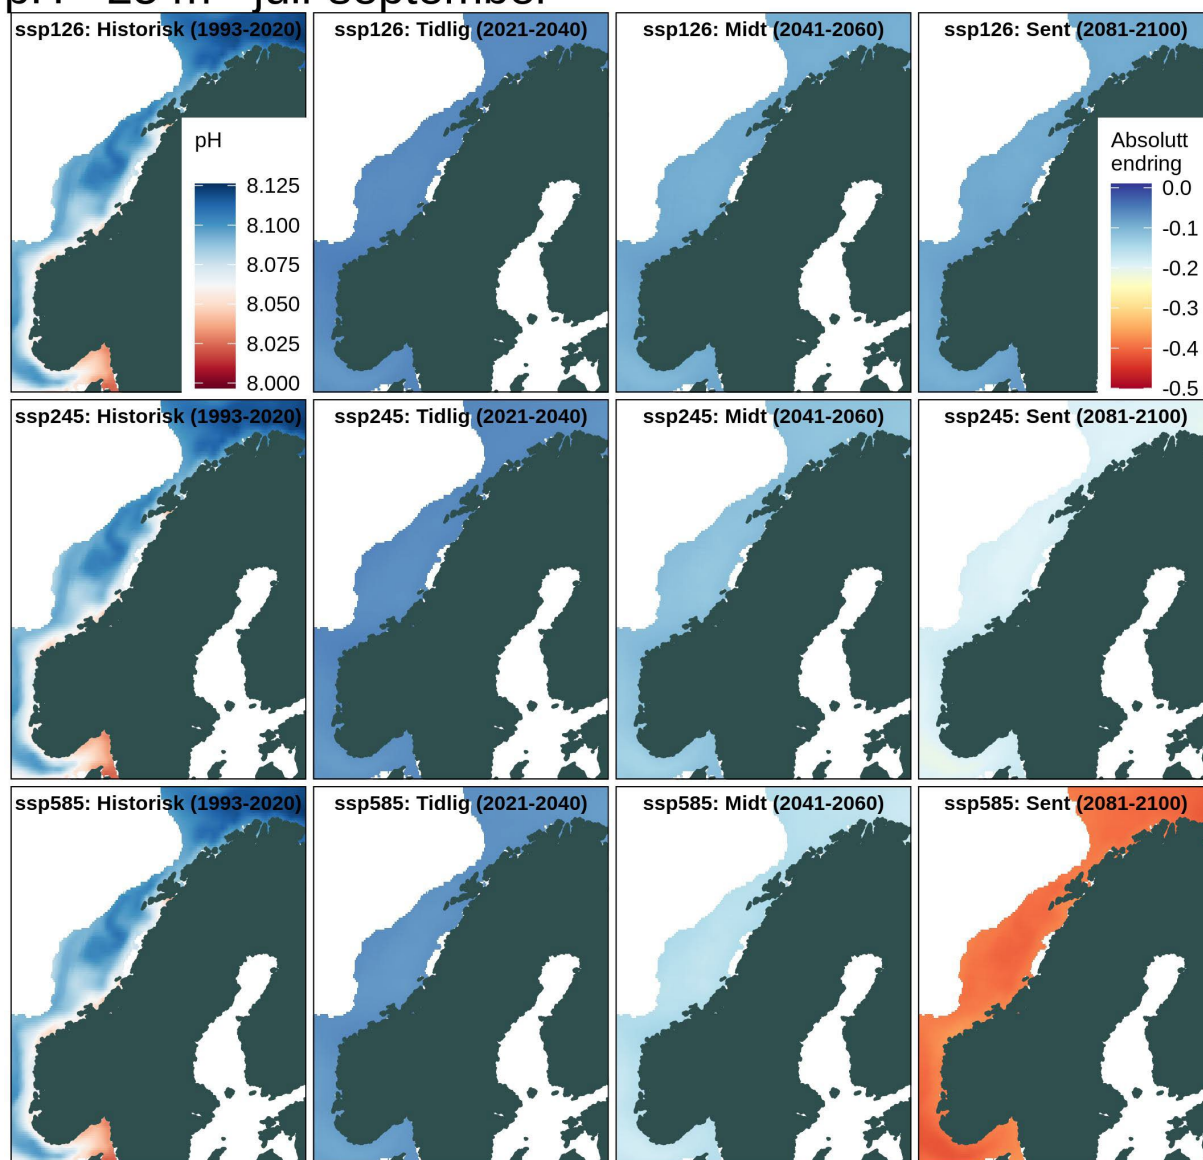 pH m juli-september
ssp126: Historisk (1993-2020)
ssp126: Tidlig (2021-2040)
ssp126: Midt (2041-2060)
ssp126: Sent (2081-2100)
pH
8.125
8.100
8.075
8.050
8.025
8.000
Absolutt
endring
0.0
-0.1
-0.2
-0.3
-0.4
-0.5
ssp245: Historisk (1993-2020)
ssp245: Tidlig (2021-2040)
ssp245: Midt (2041-2060)
ssp245: Sent (2081-2100)
ssp585: Historisk (1993-2020)
ssp585: Tidlig (2021-2040)
ssp585: Midt (2041-2060)
ssp585: Sent (2081-2100)